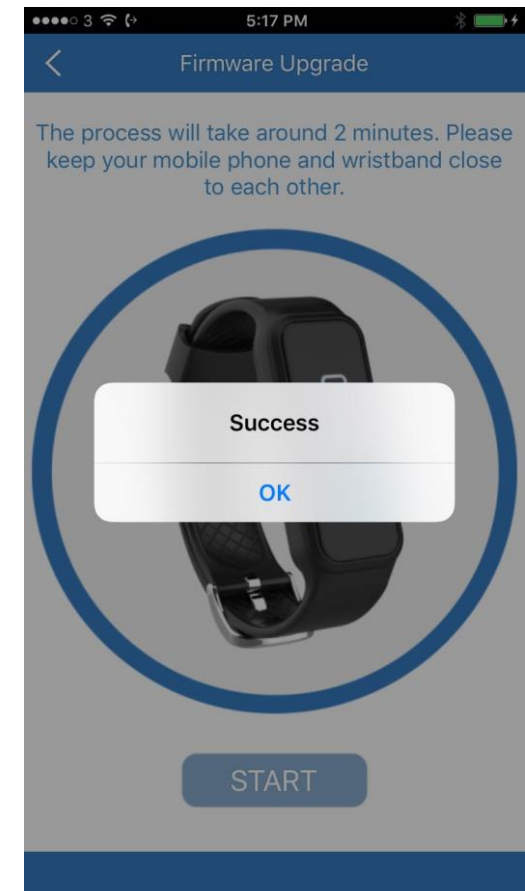 3 5:17 PM
Firmware Upgrade
The process will take around 2 minutes. Please
keep your mobile phone and wristband close
to each other.
Success
OK
START